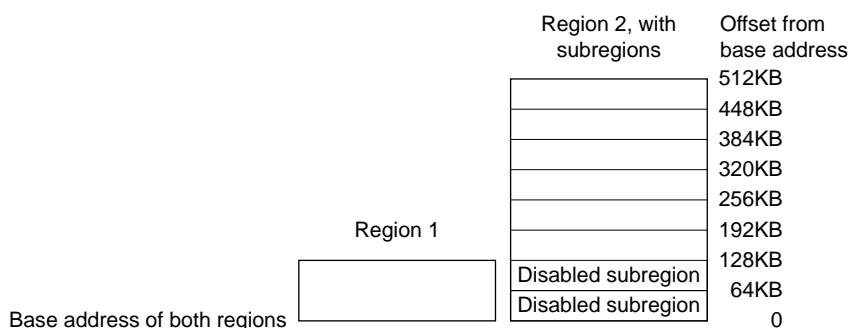 Region 2, with
subregions
Offset from
base address
512KB
448KB
384KB
320KB
256KB
192KB
Region 1
128KB
Disabled subregion
64KB
Disabled subregion
Base address of both regions
0